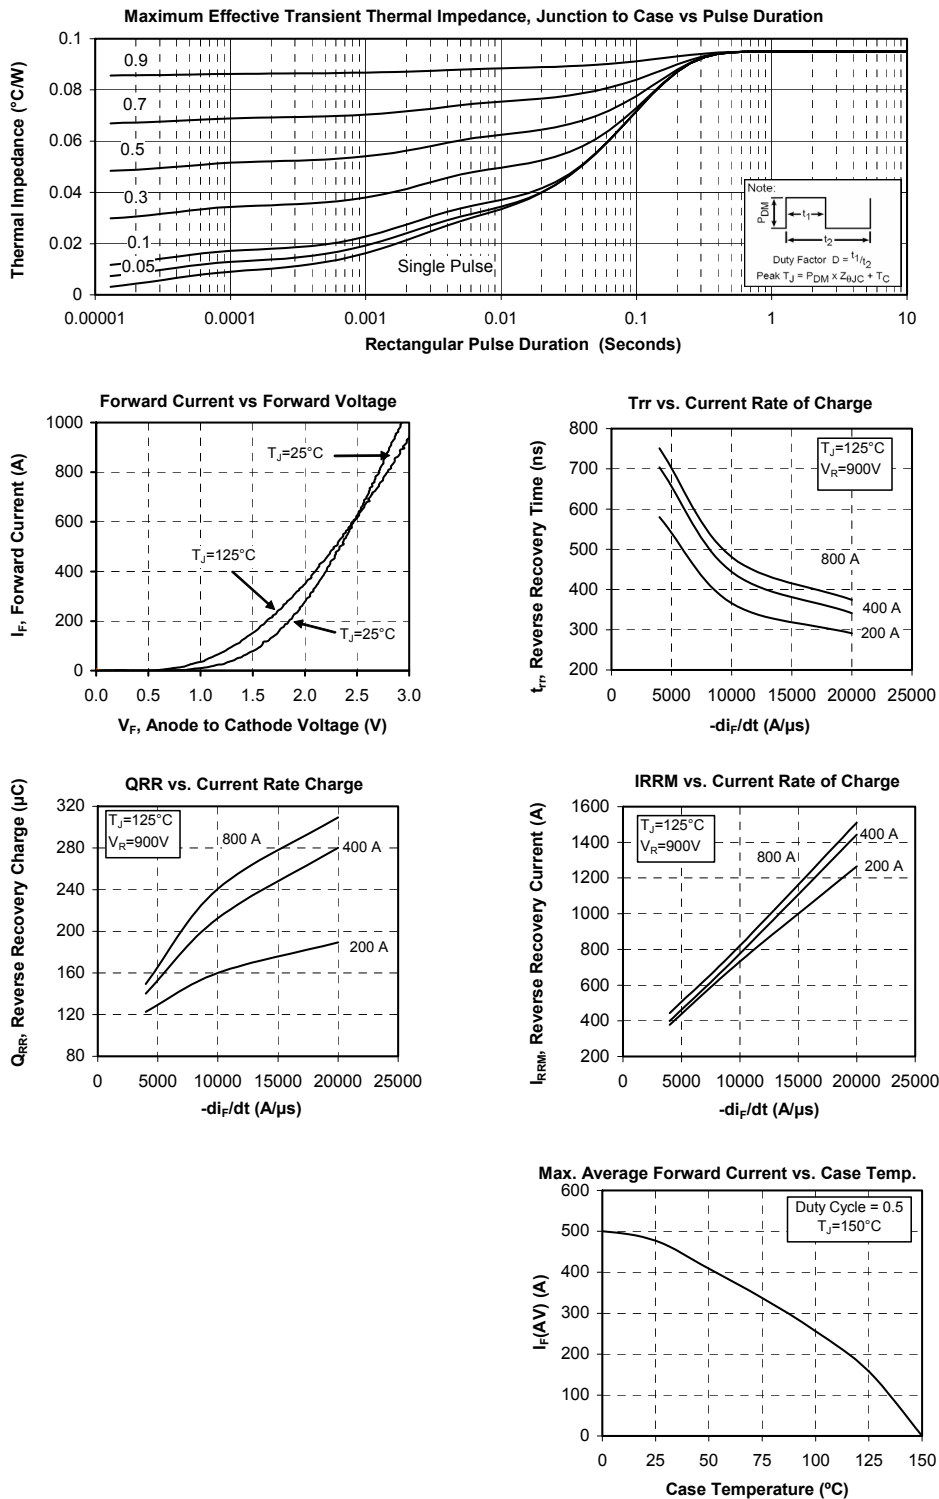 Maximum Effective Transient Thermal Impedance, Junction to Case vs Pulse Duration
Thermal Impedance (°C/W)
0.1
0.08
0.06
0.04
0.02
0
0.9
0.7
0.5
0.3
0.1
0.05
Single Pulse
Note:
PDM
t1
t2
Duty Factor D = t1/t2
Peak TJ = PDM x ZθJC + TC
0.00001 0.0001 0.001 0.01 0.1 1 10
Rectangular Pulse Duration (Seconds)
Forward Current vs Forward Voltage
IF, Forward Current (A)
1000
800
600
400
200
0
TJ=25°C
TJ=125°C
TJ=25°C
0.0 0.5 1.0 1.5 2.0 2.5 3.0
VF, Anode to Cathode Voltage (V)
Trr vs. Current Rate of Charge
trr, Reverse Recovery Time (ns)
800
700
600
500
400
300
200
TJ=125°C
VR=900V
800 A
400 A
200 A
0 5000 10000 15000 20000 25000
-diF/dt (A/µs)
QRR vs. Current Rate Charge
QRR, Reverse Recovery Charge (µC)
320
280
240
200
160
120
80
TJ=125°C
VR=900V
800 A
400 A
200 A
0 5000 10000 15000 20000 25000
-diF/dt (A/µs)
IRRM vs. Current Rate of Charge
IRRM, Reverse Recovery Current (A)
1600
1400
1200
1000
800
600
400
200
TJ=125°C
VR=900V
800 A
400 A
200 A
0 5000 10000 15000 20000 25000
-diF/dt (A/µs)
Max. Average Forward Current vs. Case Temp.
IF(AV) (A)
600
500
400
300
200
100
0
Duty Cycle = 0.5
TJ=150°C
0 25 50 75 100 125 150
Case Temperature (ºC)